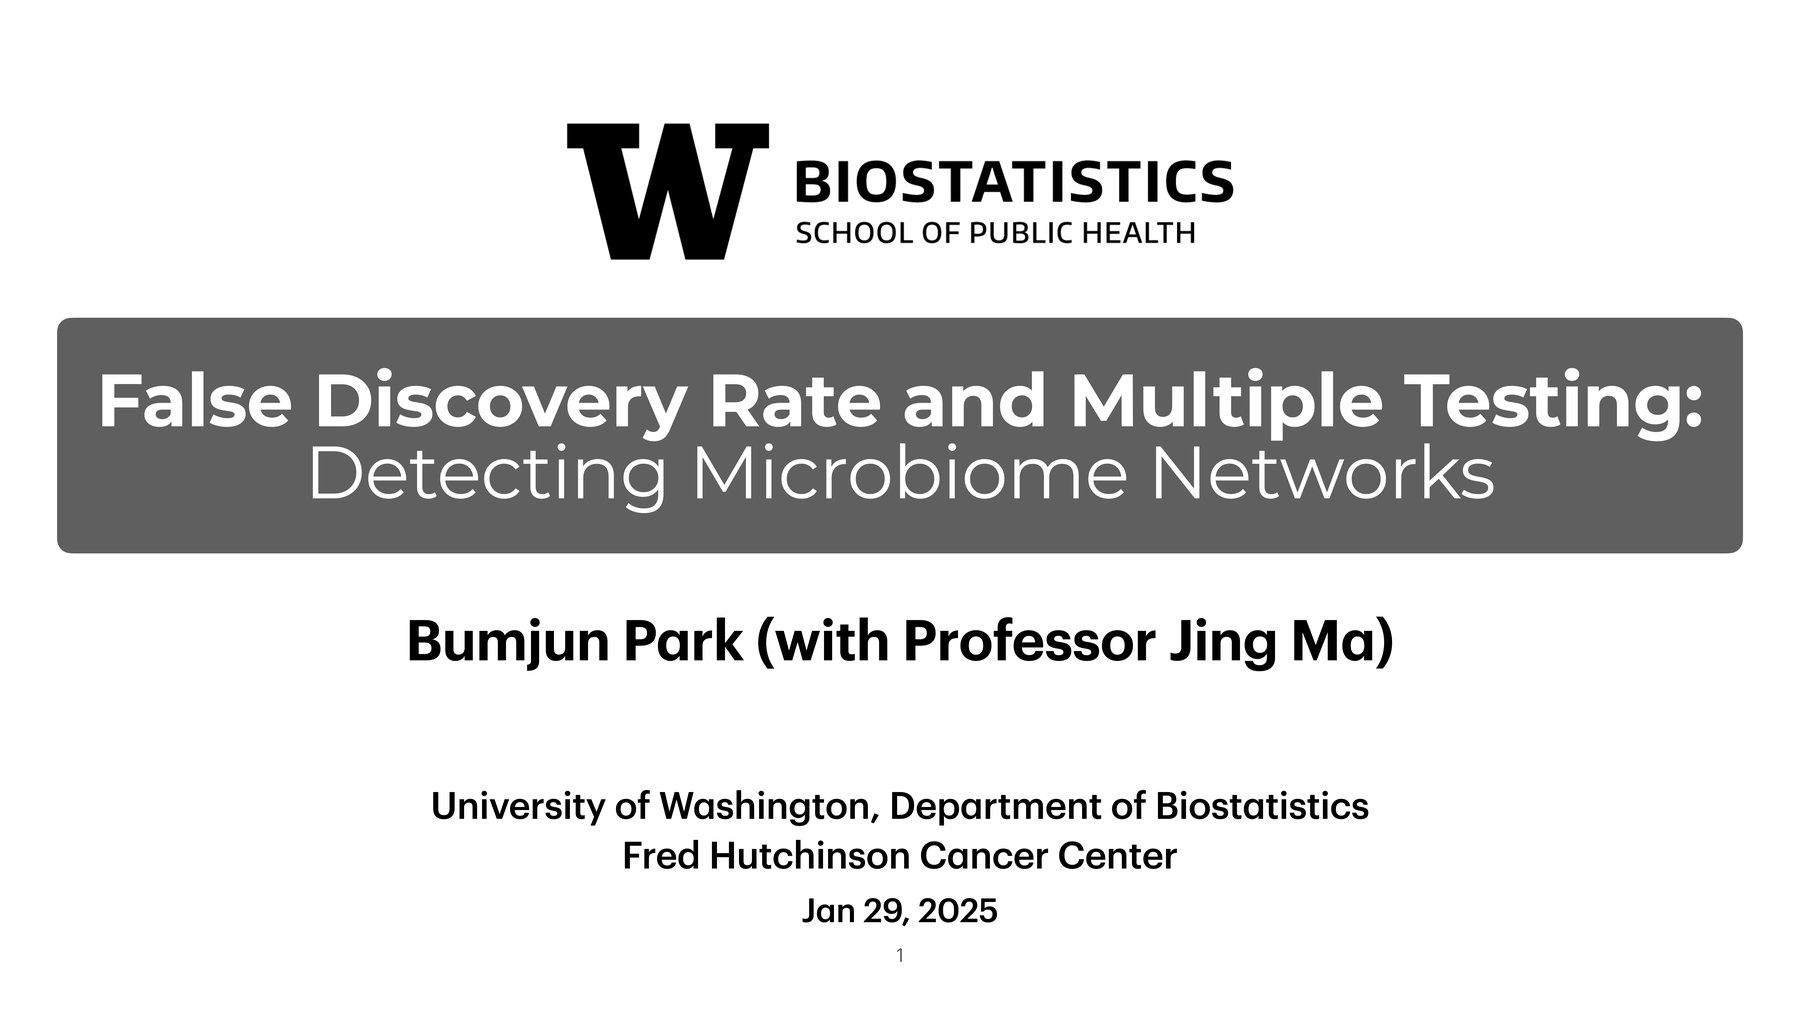 W
BIOSTATISTICS
SCHOOL OF PUBLIC HEALTH
False Discovery Rate and Multiple Testing:
Detecting Microbiome Networks
Bumjun Park (with Professor Jing Ma)
University of Washington, Department of Biostatistics
Fred Hutchinson Cancer Center
Jan 29, 2025
1